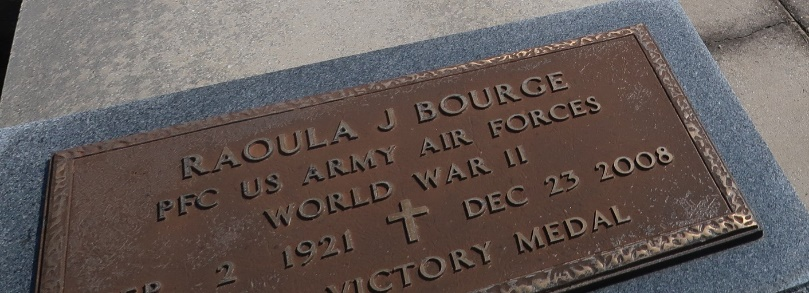 RAOULA J BOURGE
PFC US ARMY AIR FORCES
WORLD WAR II
2 1921 DEC 23 2008
VICTORY MEDAL